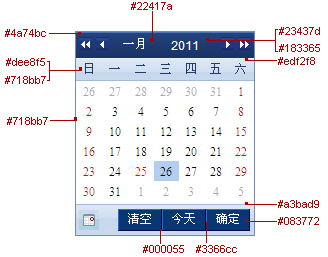 #22417a
#4a74bc
#23437d
一月 2011
#183365
#dee8f5
#edf2f8
日 一 二 三 四 五 六
#718bb7
26 27 28 29 30 31 1
2 3 4 5 6 7 8
#718bb7
9 10 11 12 13 14 15
16 17 18 19 20 21 22
23 24 25 26 27 28 29
30 31 1 2 3 4 5
#a3bad9
清空 今天 确定
#083772
#000055
#3366cc